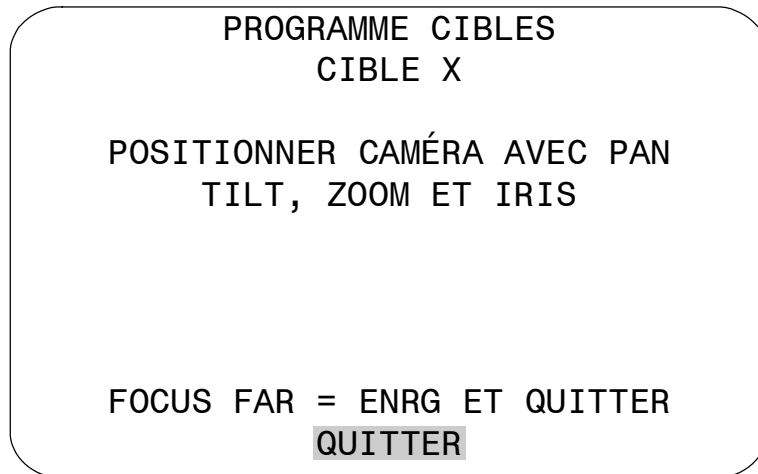 PROGRAMME CIBLES
CIBLE X
POSITIONNER CAMÉRA AVEC PAN
TILT, ZOOM ET IRIS
FOCUS FAR = ENRG ET QUITTER
QUITTER